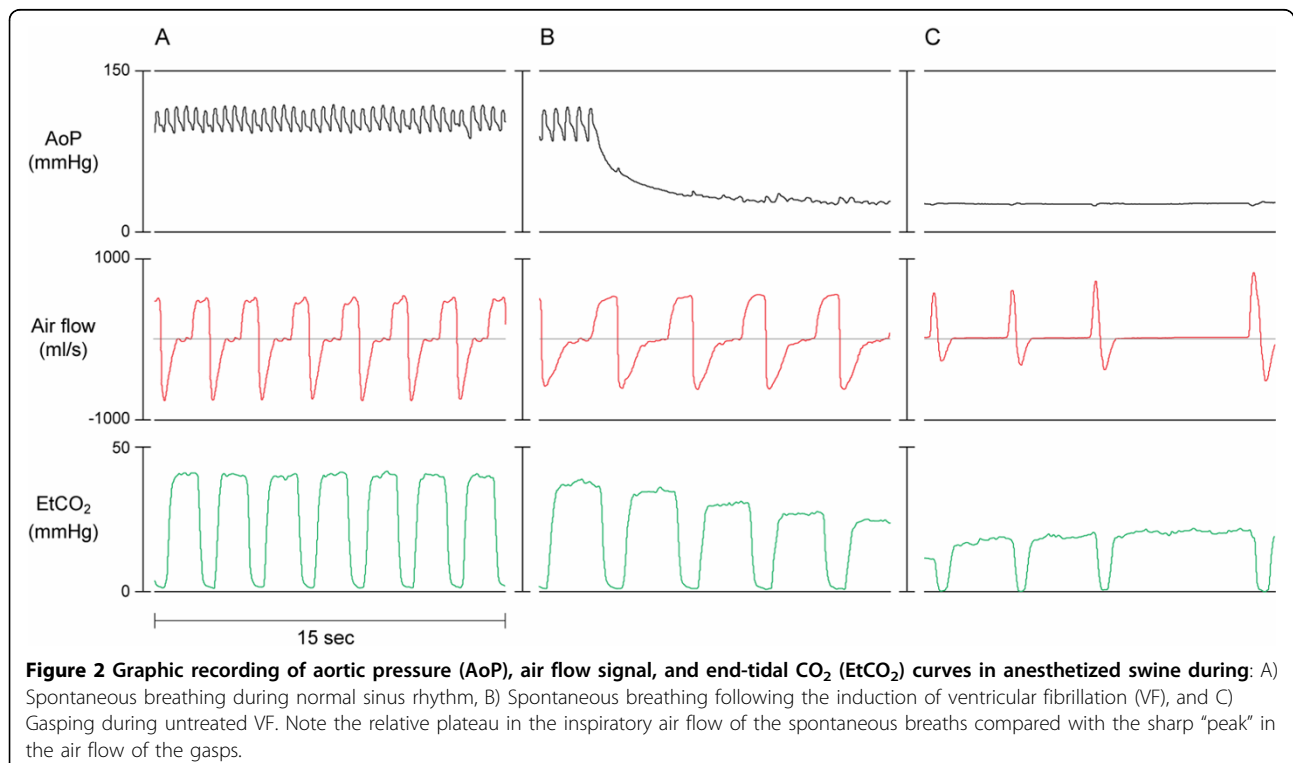 A B C
150
AoP
(mmHg)
0
1000
Air flow
(ml/s)
-1000
50
EtCO₂
(mmHg)
0
15 sec
Figure 2 Graphic recording of aortic pressure (AoP), air flow signal, and end-tidal CO₂ (EtCO₂) curves in anesthetized swine during: A)
Spontaneous breathing during normal sinus rhythm, B) Spontaneous breathing following the induction of ventricular fibrillation (VF), and C)
Gasping during untreated VF. Note the relative plateau in the inspiratory air flow of the spontaneous breaths compared with the sharp “peak” in
the air flow of the gasps.